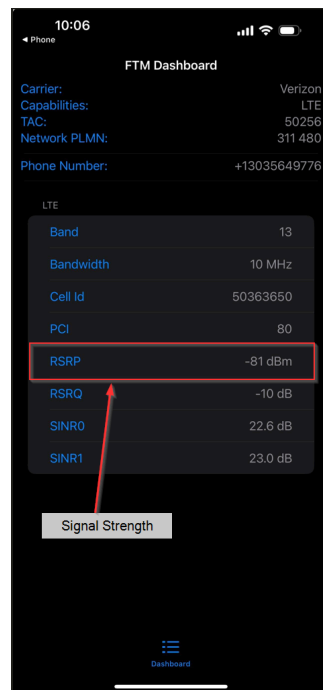 10:06
◄ Phone
FTM Dashboard
Carrier: Verizon
Capabilities: LTE
TAC: 50256
Network PLMN: 311 480
Phone Number: +13035649776
LTE
Band 13
Bandwidth 10 MHz
Cell Id 50363650
PCI 80
RSRP -81 dBm
RSRQ -10 dB
SINR0 22.6 dB
SINR1 23.0 dB
Signal Strength
Dashboard